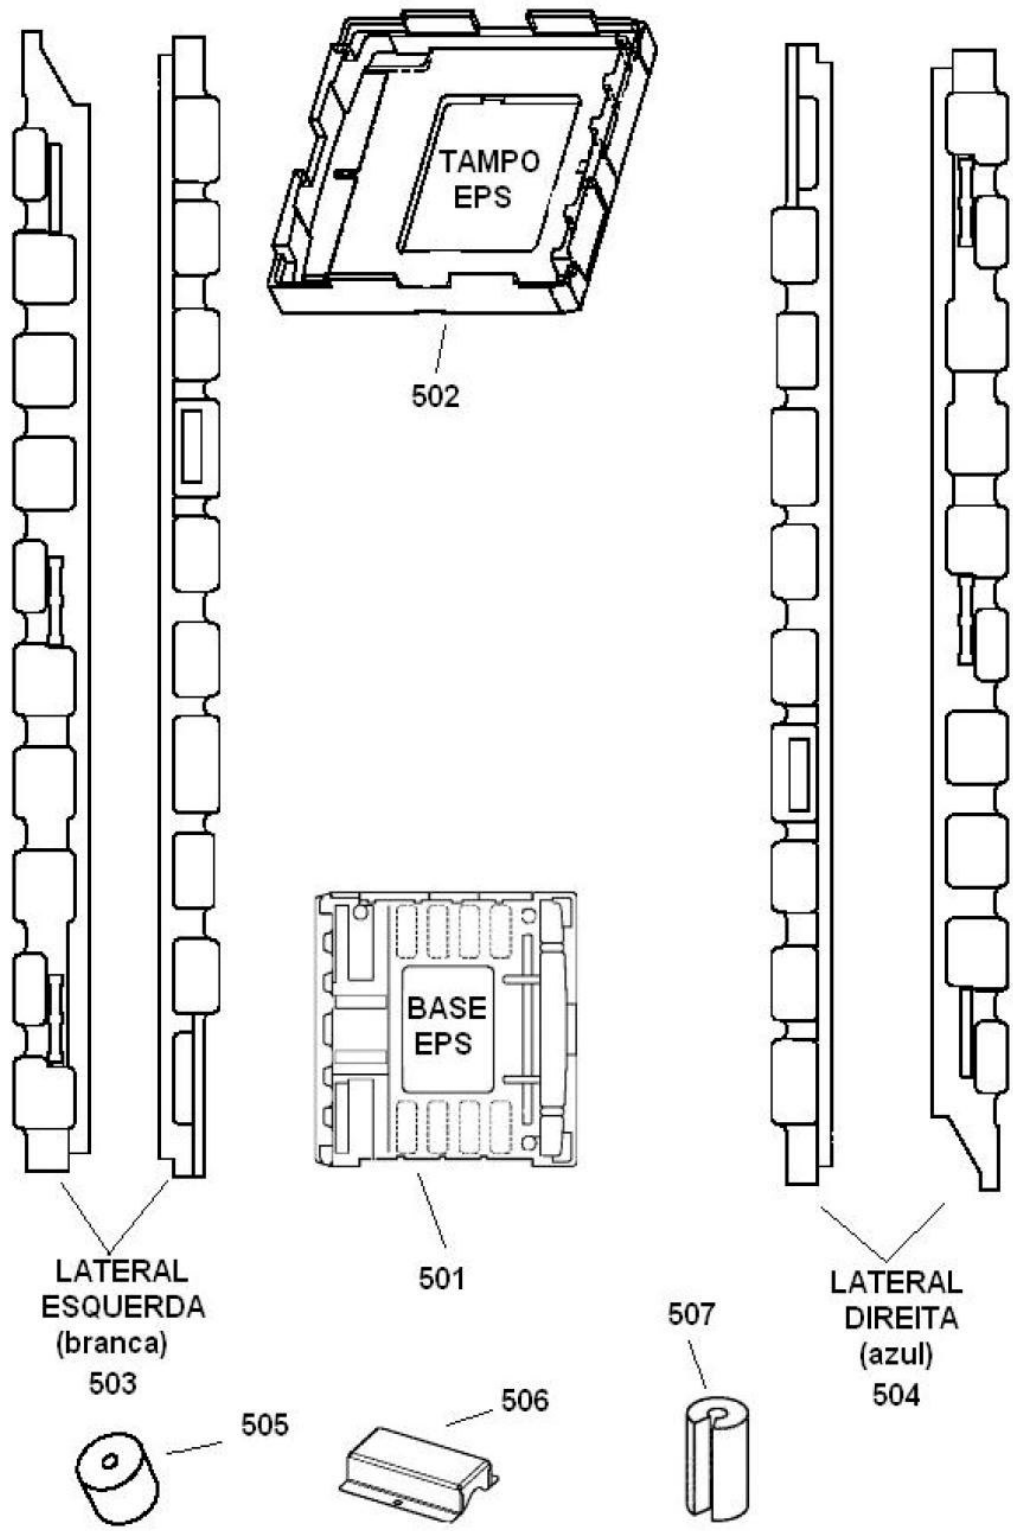 TAMPO
EPS
502
BASE
EPS
501
LATERAL
ESQUERDA
(branca)
503
LATERAL
DIREITA
(azul)
504
507
506
505